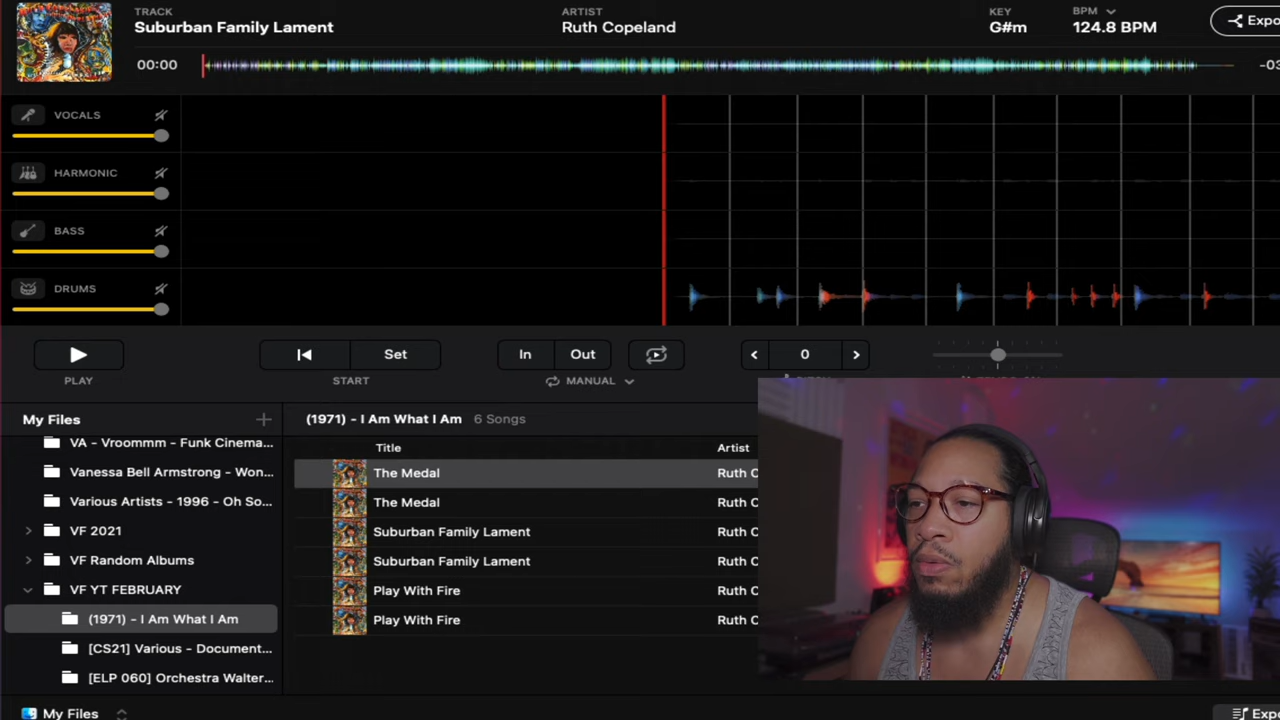 TRACK
Suburban Family Lament
ARTIST
Ruth Copeland
KEY
G#m
BPM
124.8 BPM
Expo
00:00
-03
VOCALS
HARMONIC
BASS
DRUMS
PLAY
Set
START
In
Out
MANUAL
< 0 >
My Files
(1971) - I Am What I Am
6 Songs
Title
Artist
VA - Vroommm - Funk Cinema...
Vanessa Bell Armstrong - Won...
Various Artists - 1996 - Oh So...
VF 2021
VF Random Albums
VF YT FEBRUARY
(1971) - I Am What I Am
[CS21] Various - Document...
[ELP 060] Orchestra Walter...
The Medal
Ruth C
The Medal
Ruth C
Suburban Family Lament
Ruth C
Suburban Family Lament
Ruth C
Play With Fire
Ruth C
Play With Fire
Ruth C
My Files
Expo